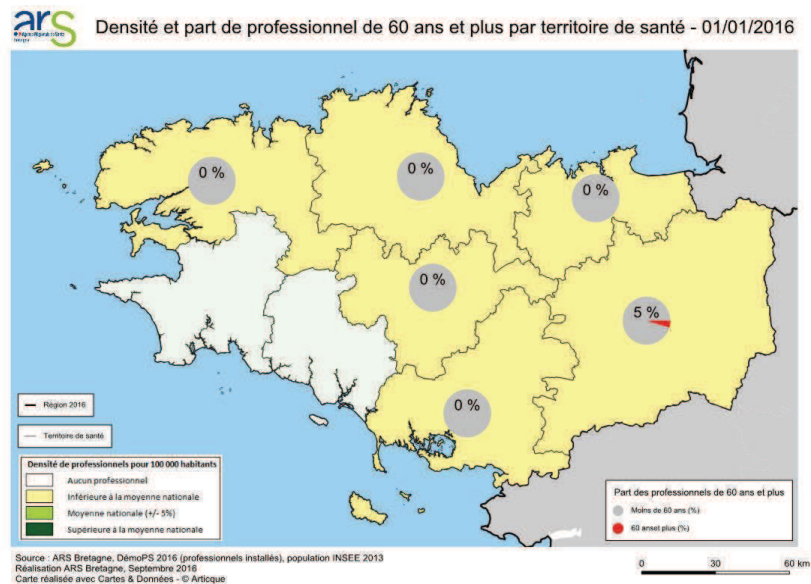 ars
Densité et part de professionnel de 60 ans et plus par territoire de santé - 01/01/2016
0 %
0 %
0 %
0 %
5 %
0 %
Région 2016
Territoire de santé
Densité de professionnels pour 100 000 habitants
Aucun professionnel
Inférieure à la moyenne nationale
Moyenne nationale (+/- 5%)
Supérieure à la moyenne nationale
Part des professionnels de 60 ans et plus
Moins de 60 ans (%)
60 anset plus (%)
Source : ARS Bretagne, DémoPS 2016 (professionnels installés), population INSEE 2013
Réalisation ARS Bretagne, Septembre 2016
Carte réalisée avec Cartes & Données - © Articque
0 30 60 km